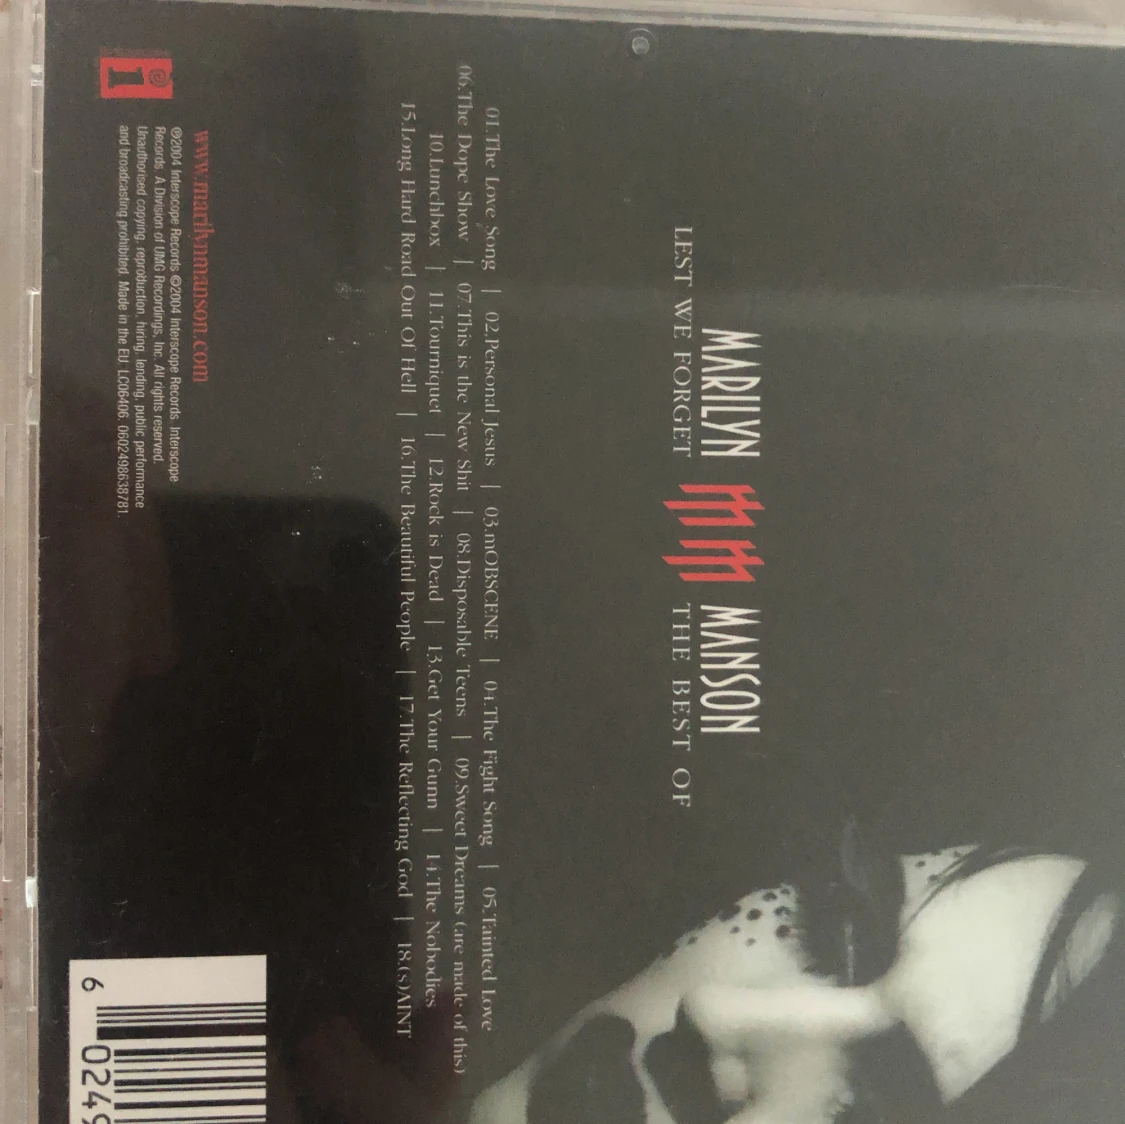 MARILYN MANSON
LEST WE FORGET THE BEST OF
01.The Love Song | 02.Personal Jesus | 03.mOBSCENE | 04.The Fight Song | 05.Tainted Love
06.The Dope Show | 07.This is the New Shit | 08.Disposable Teens | 09.Sweet Dreams (are made of this)
10.Lunchbox | 11.Tourniquet | 12.Rock is Dead | 13.Get Your Gunn | 14.The Nobodies
15.Long Hard Road Out Of Hell | 16.The Beautiful People | 17.The Reflecting God | 18.(s)AINT
www.marilynmanson.com
℗2004 Interscope Records ©2004 Interscope Records. Interscope
Records. A Division of UMG Recordings, Inc. All rights reserved.
Unauthorised copying, reproduction, hiring, lending, public performance
and broadcasting prohibited. Made in the EU. LC06406. 0602498638781.
i
6 0249